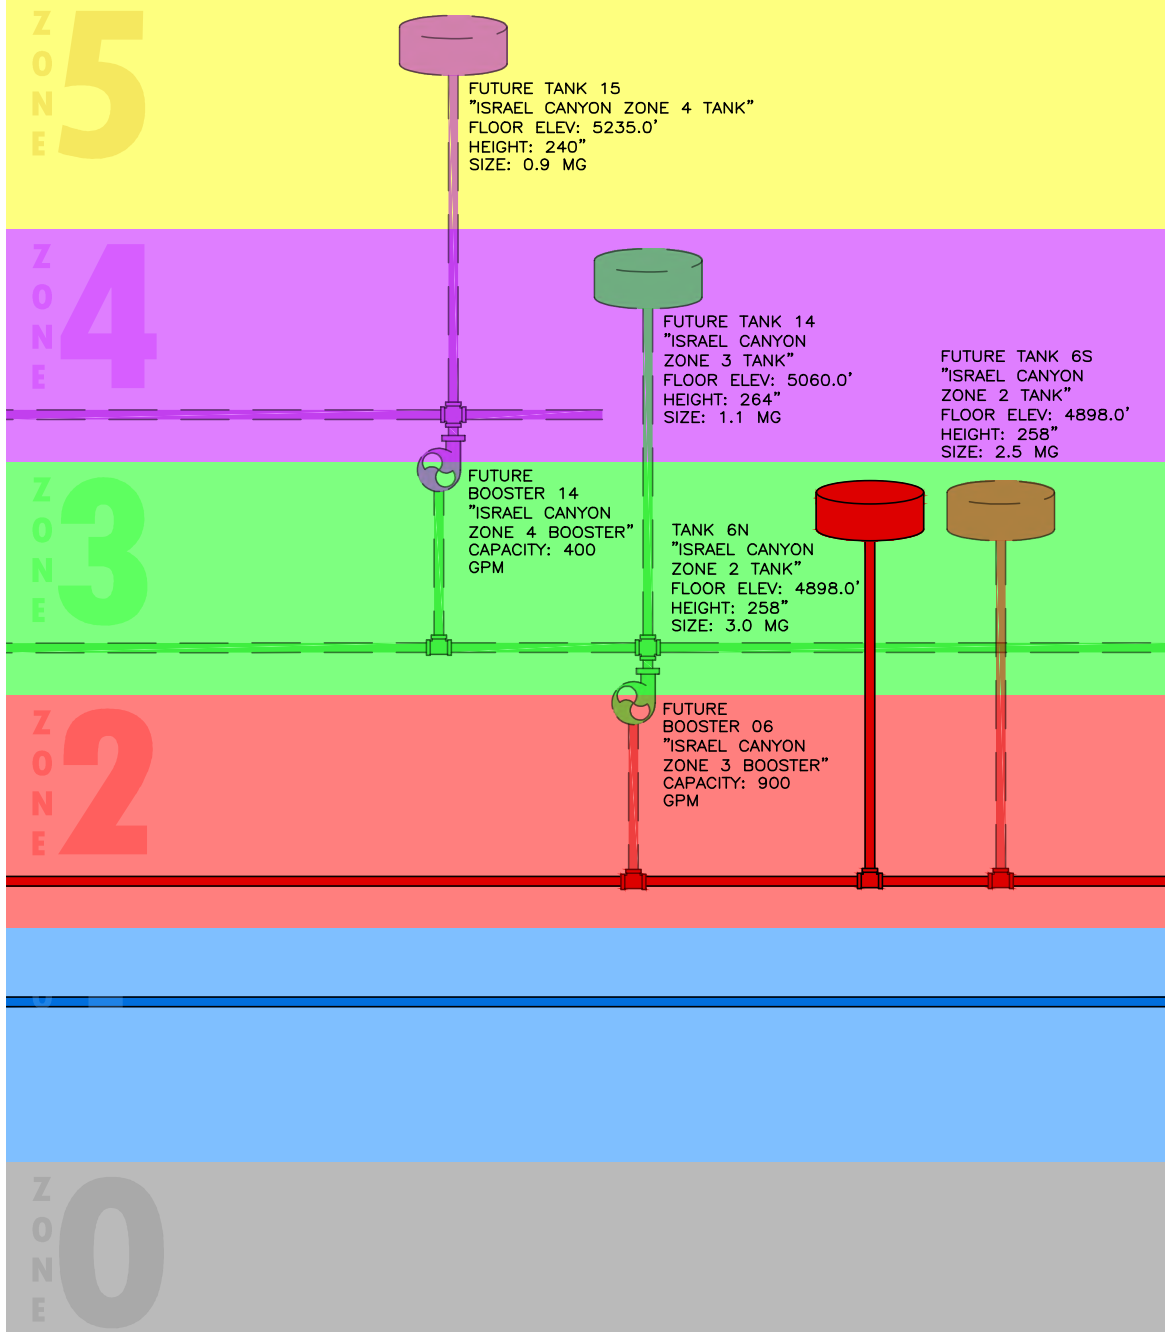 ZONE 5
FUTURE TANK 15
"ISRAEL CANYON ZONE 4 TANK"
FLOOR ELEV: 5235.0'
HEIGHT: 240"
SIZE: 0.9 MG
ZONE 4
FUTURE TANK 14
"ISRAEL CANYON
ZONE 3 TANK"
FLOOR ELEV: 5060.0'
HEIGHT: 264"
SIZE: 1.1 MG
FUTURE TANK 6S
"ISRAEL CANYON
ZONE 2 TANK"
FLOOR ELEV: 4898.0'
HEIGHT: 258"
SIZE: 2.5 MG
ZONE 3
FUTURE
BOOSTER 14
"ISRAEL CANYON
ZONE 4 BOOSTER"
CAPACITY: 400
GPM
TANK 6N
"ISRAEL CANYON
ZONE 2 TANK"
FLOOR ELEV: 4898.0'
HEIGHT: 258"
SIZE: 3.0 MG
ZONE 2
FUTURE
BOOSTER 06
"ISRAEL CANYON
ZONE 3 BOOSTER"
CAPACITY: 900
GPM
ZONE 0